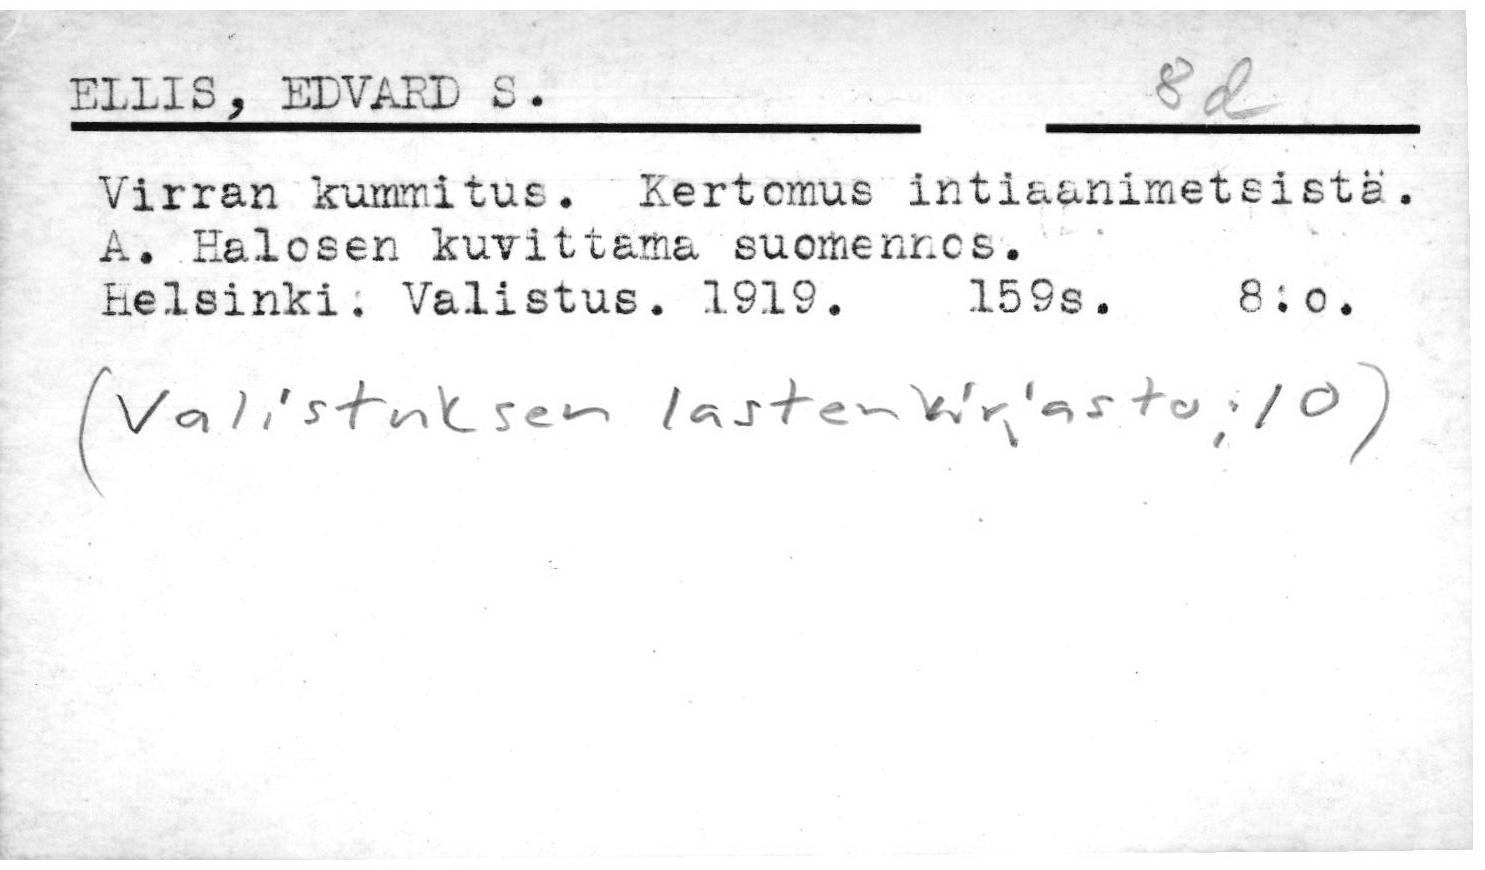 ELLIS, EDVARD S. 8d
Virran kummitus. Kertomus intiaanimetsistä.
A. Halosen kuvittama suomennos.
Helsinki: Valistus. 1919. 159s. 8:o.
(Valistuksen lastenkirjasto; 10)